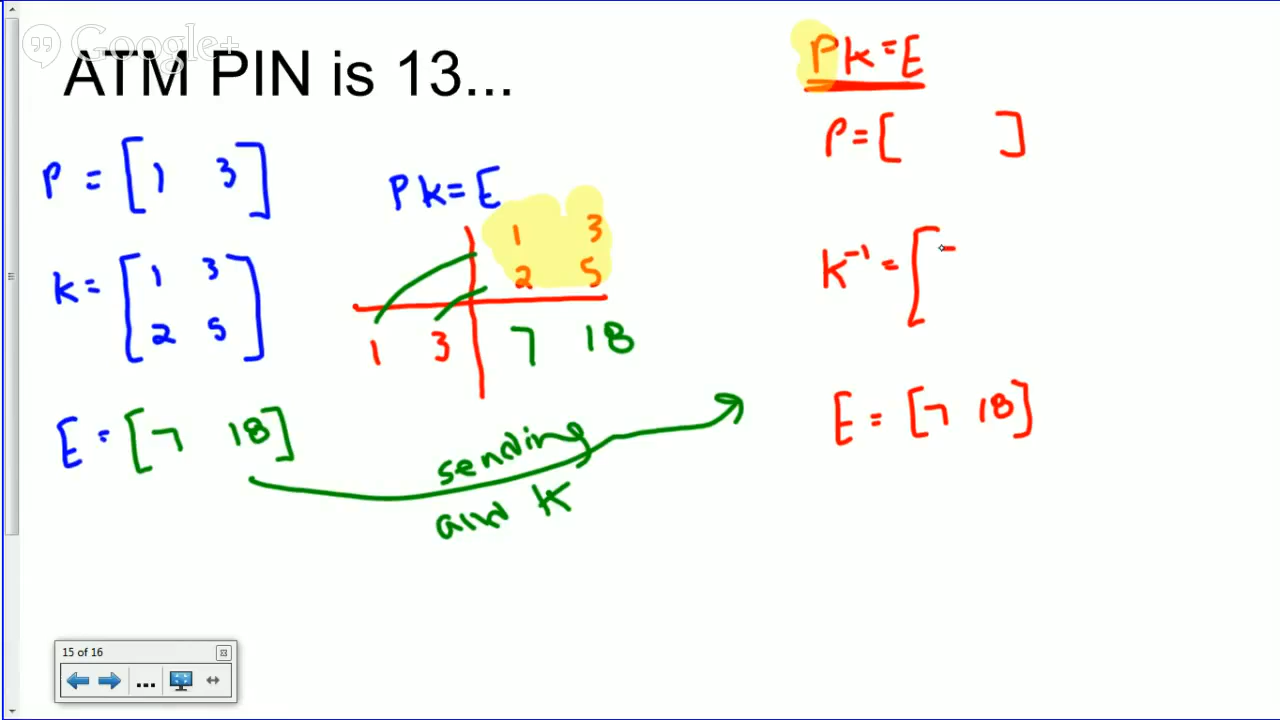 Google+
ATM PIN is 13...
P = [1 3]
K = [1 3
2 5]
E = [7 18]
PK = E
1 3
2 5
1 3 7 18
sending
and K
PK = E
P = [ ]
K⁻¹ = [
E = [7 18]
15 of 16
...